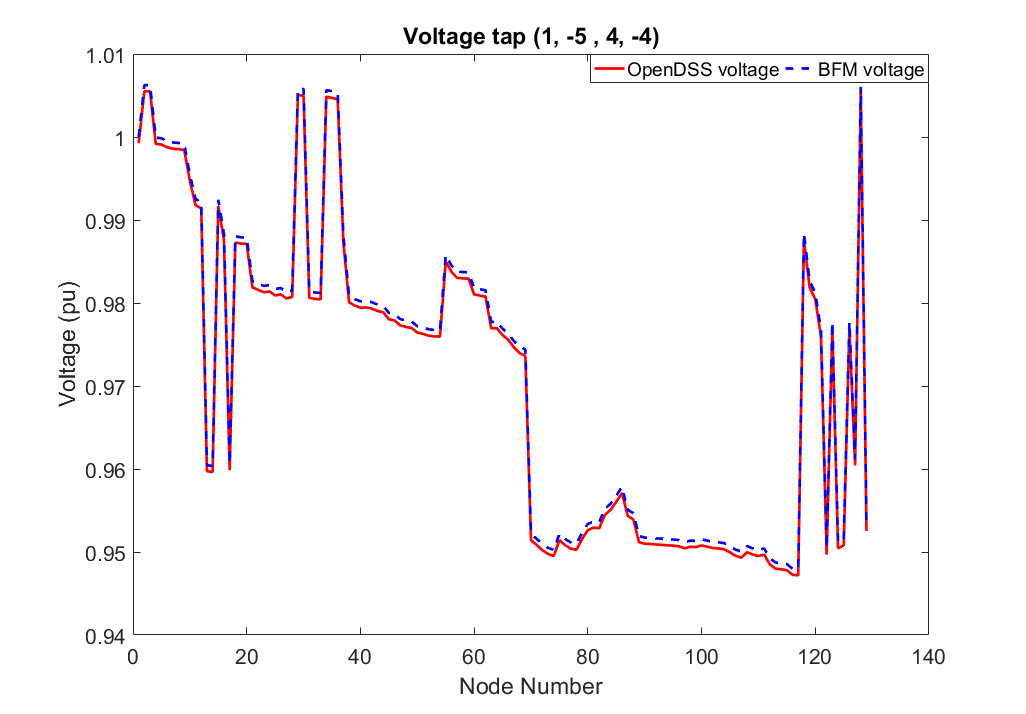 Voltage tap (1, -5 , 4, -4)
OpenDSS voltage BFM voltage
1.01
1
0.99
0.98
0.97
0.96
0.95
0.94
Voltage (pu)
0 20 40 60 80 100 120 140
Node Number